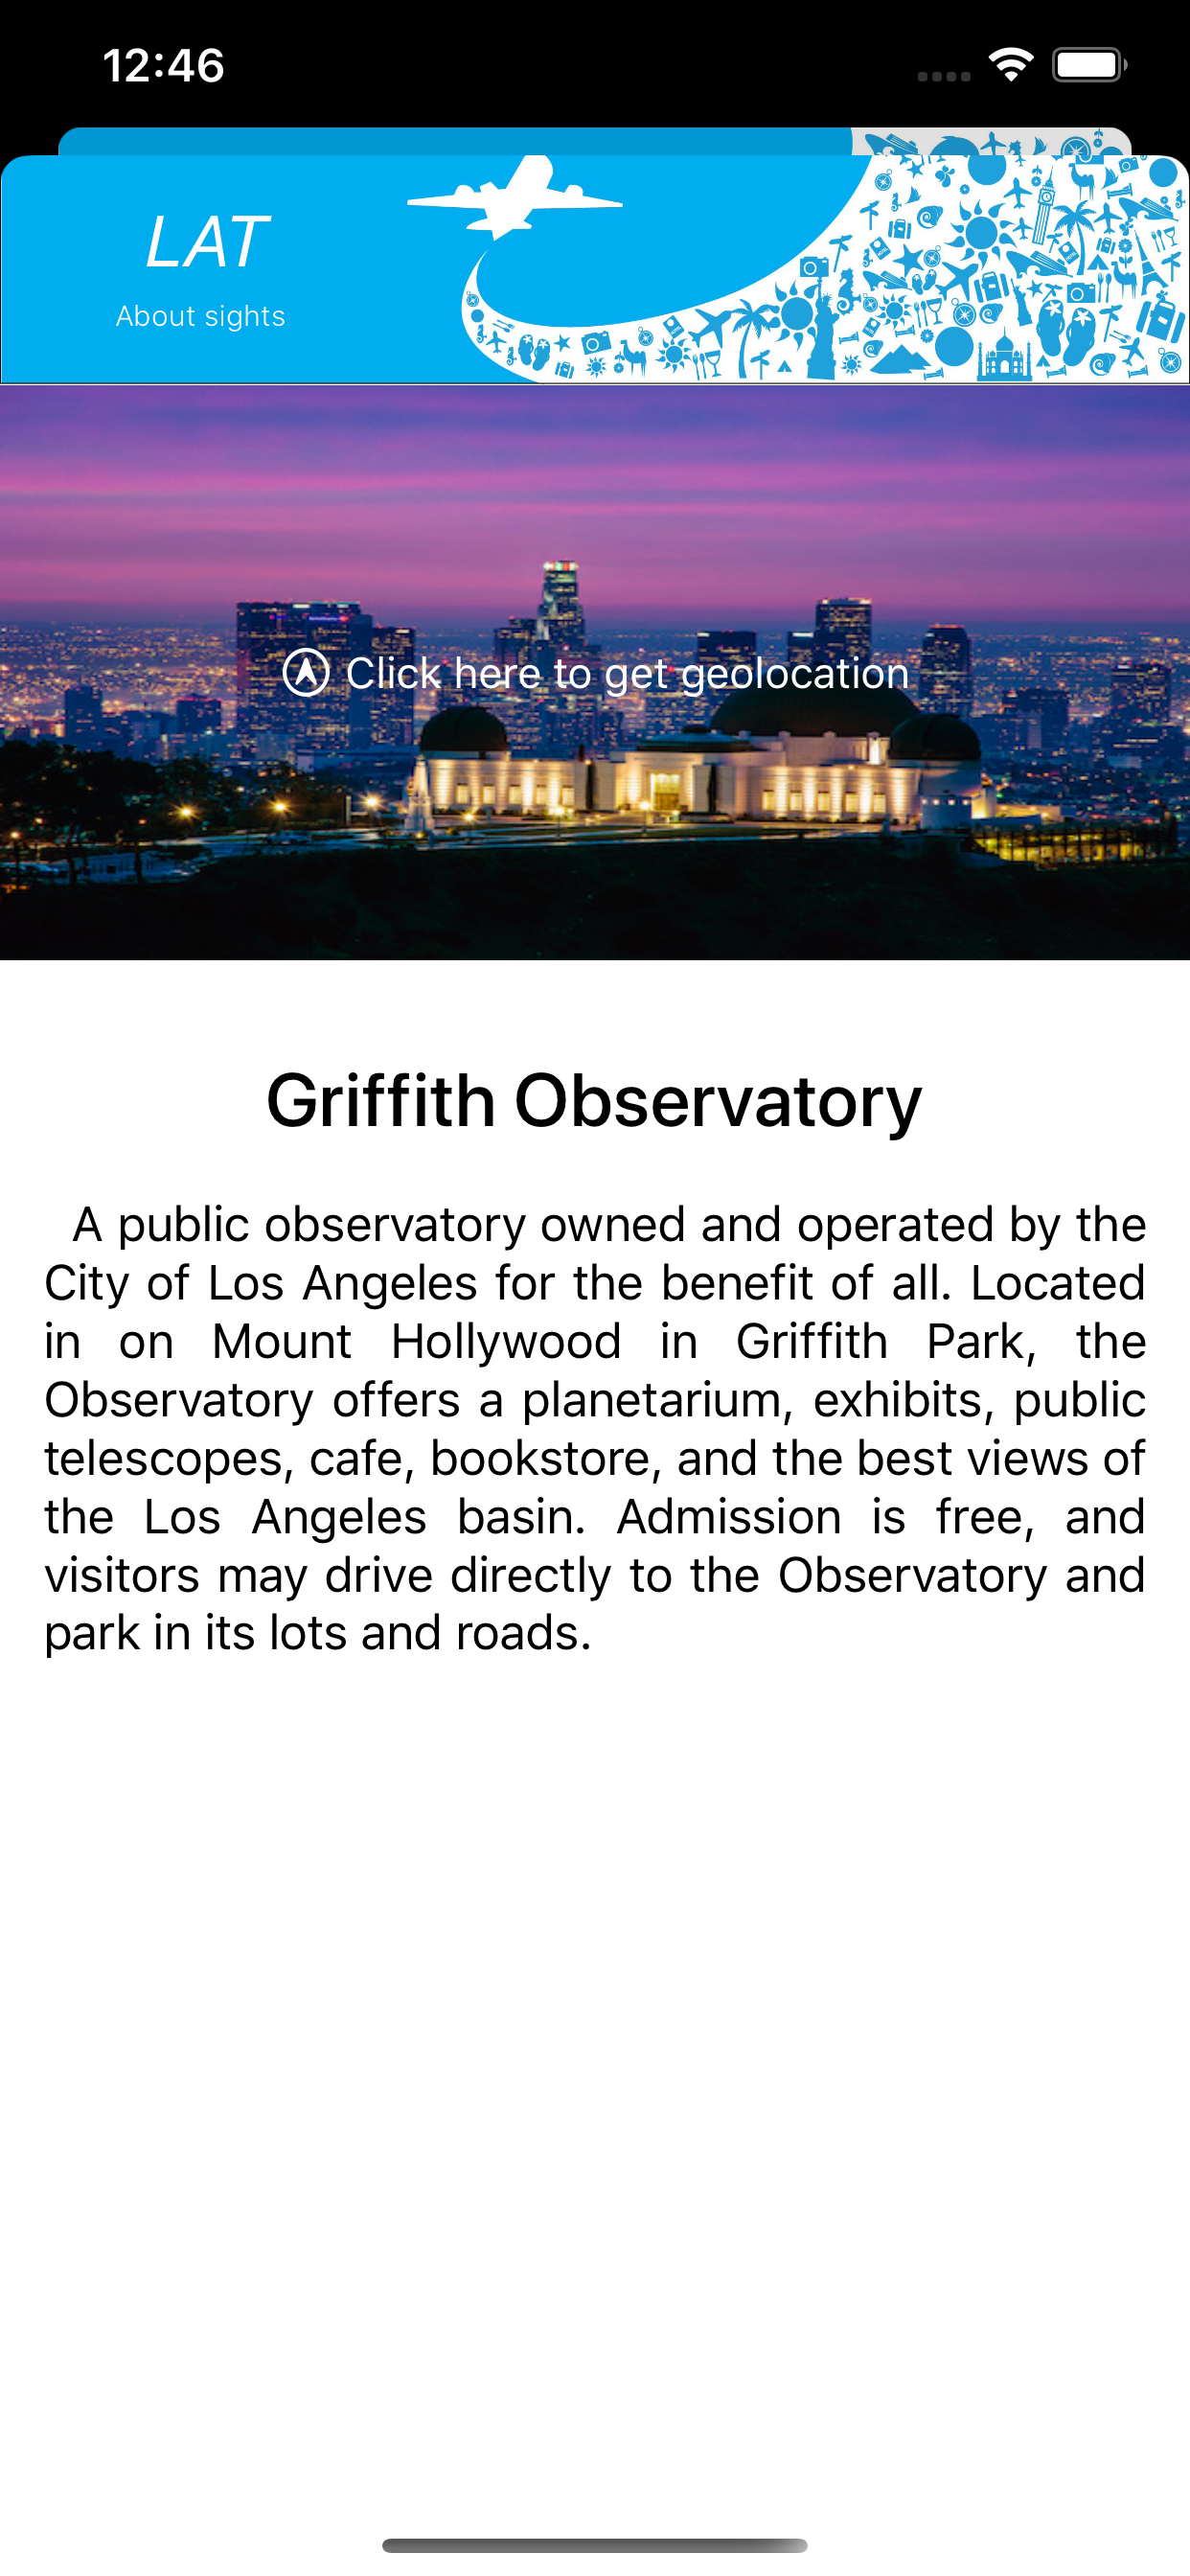 12:46
LAT
About sights
Click here to get geolocation
Griffith Observatory
A public observatory owned and operated by the
City of Los Angeles for the benefit of all. Located
in on Mount Hollywood in Griffith Park, the
Observatory offers a planetarium, exhibits, public
telescopes, cafe, bookstore, and the best views of
the Los Angeles basin. Admission is free, and
visitors may drive directly to the Observatory and
park in its lots and roads.